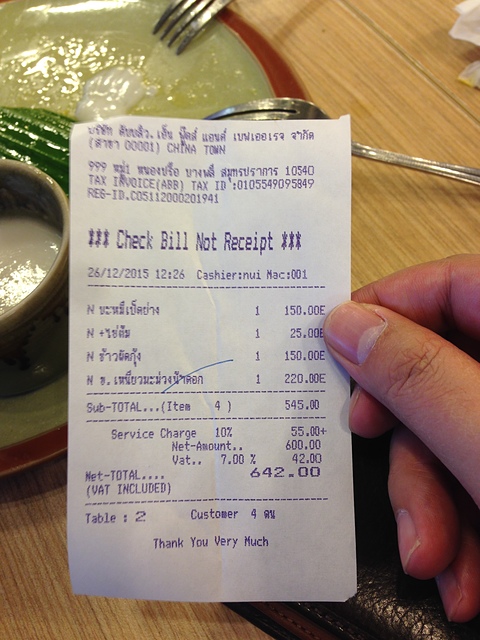 บริษัท ดับบลิว.เอ็น ฟู๊ดส์ แอนด์ เบเยอเรจ จำกัด
(สาขา 00001) CHINA TOWN
999 หมู่1 หนองปรือ บางพลี สมุทรปราการ 10540
TAX INVOICE(ABB) TAX ID :0105549095849
REG-ID.C05112000201941
*** Check Bill Not Receipt ***
26/12/2015 12:26 Cashier:nui Mac:001
N บะหมี่เป็ดย่าง 1 150.00E
N +ไข่ต้ม 1 25.00E
N ข้าวผัดกุ้ง 1 150.00E
N ข.เหนียวมะม่วงน้ำดอก 1 220.00E
Sub-TOTAL...(Item 4 ) 545.00
Service Charge 10% 55.00+
Net-Amount.. 600.00
Vat.. 7.00 % 42.00
Net-TOTAL.... 642.00
(VAT INCLUDED)
Table : 2 Customer 4 คน
Thank You Very Much